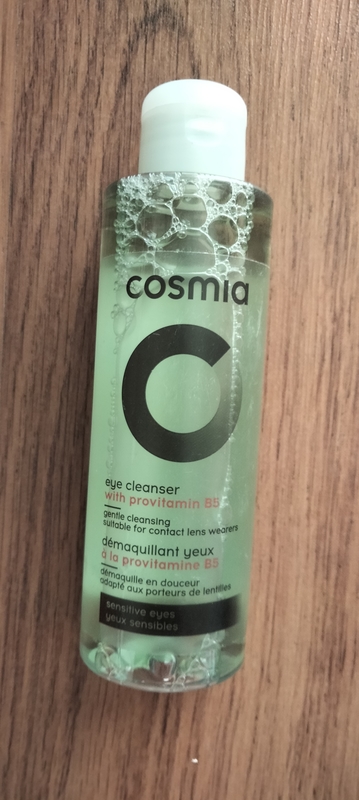 cosmia
eye cleanser
with provitamin B5
gentle cleansing
suitable for contact lens wearers
démaquillant yeux
à la provitamine B5
démaquille en douceur
adapté aux porteurs de lentilles
sensitive eyes
yeux sensibles